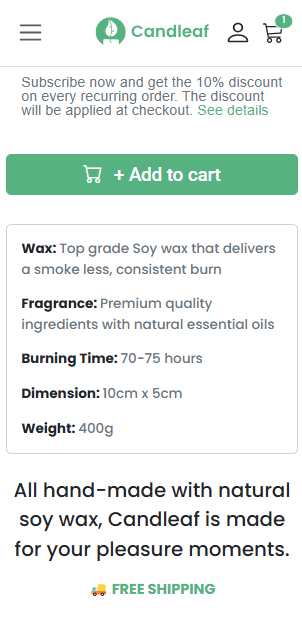 Candleaf
1
Subscribe now and get the 10% discount
on every recurring order. The discount
will be applied at checkout. See details
+ Add to cart
Wax: Top grade Soy wax that delivers
a smoke less, consistent burn
Fragrance: Premium quality
ingredients with natural essential oils
Burning Time: 70-75 hours
Dimension: 10cm x 5cm
Weight: 400g
All hand-made with natural
soy wax, Candleaf is made
for your pleasure moments.
🚚 FREE SHIPPING